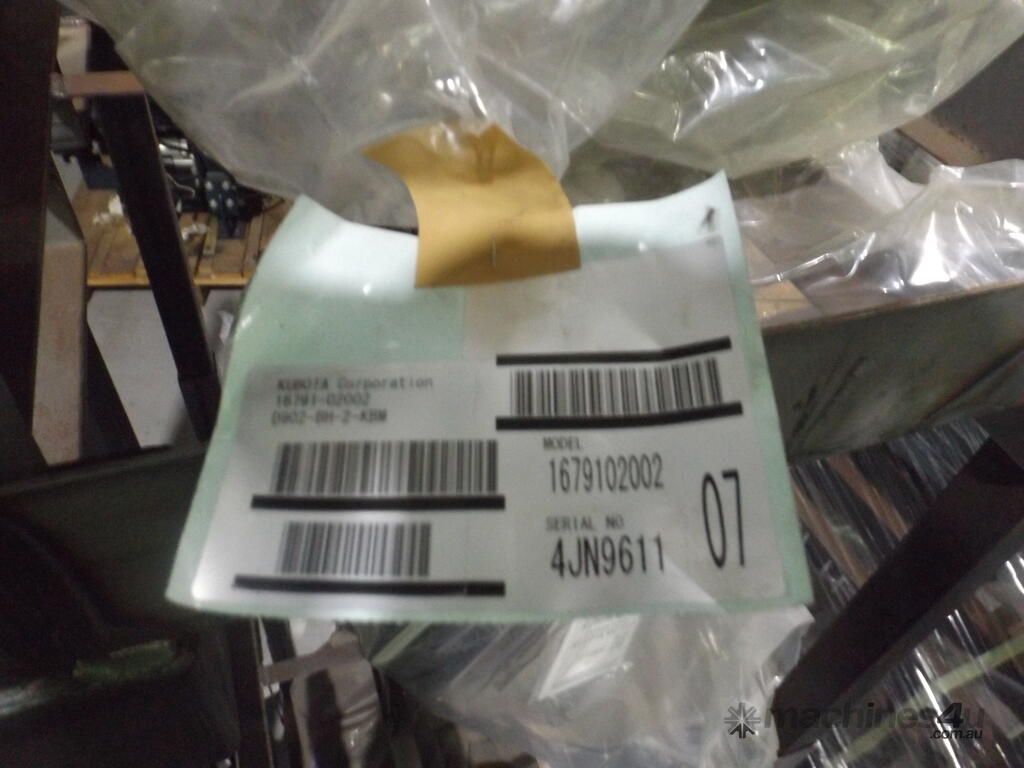 KUBOTA Corporation
16791-02002
D902-BH-2-KBM
MODEL
1679102002
SERIAL NO
4JN9611
07
machines4u
.com.au